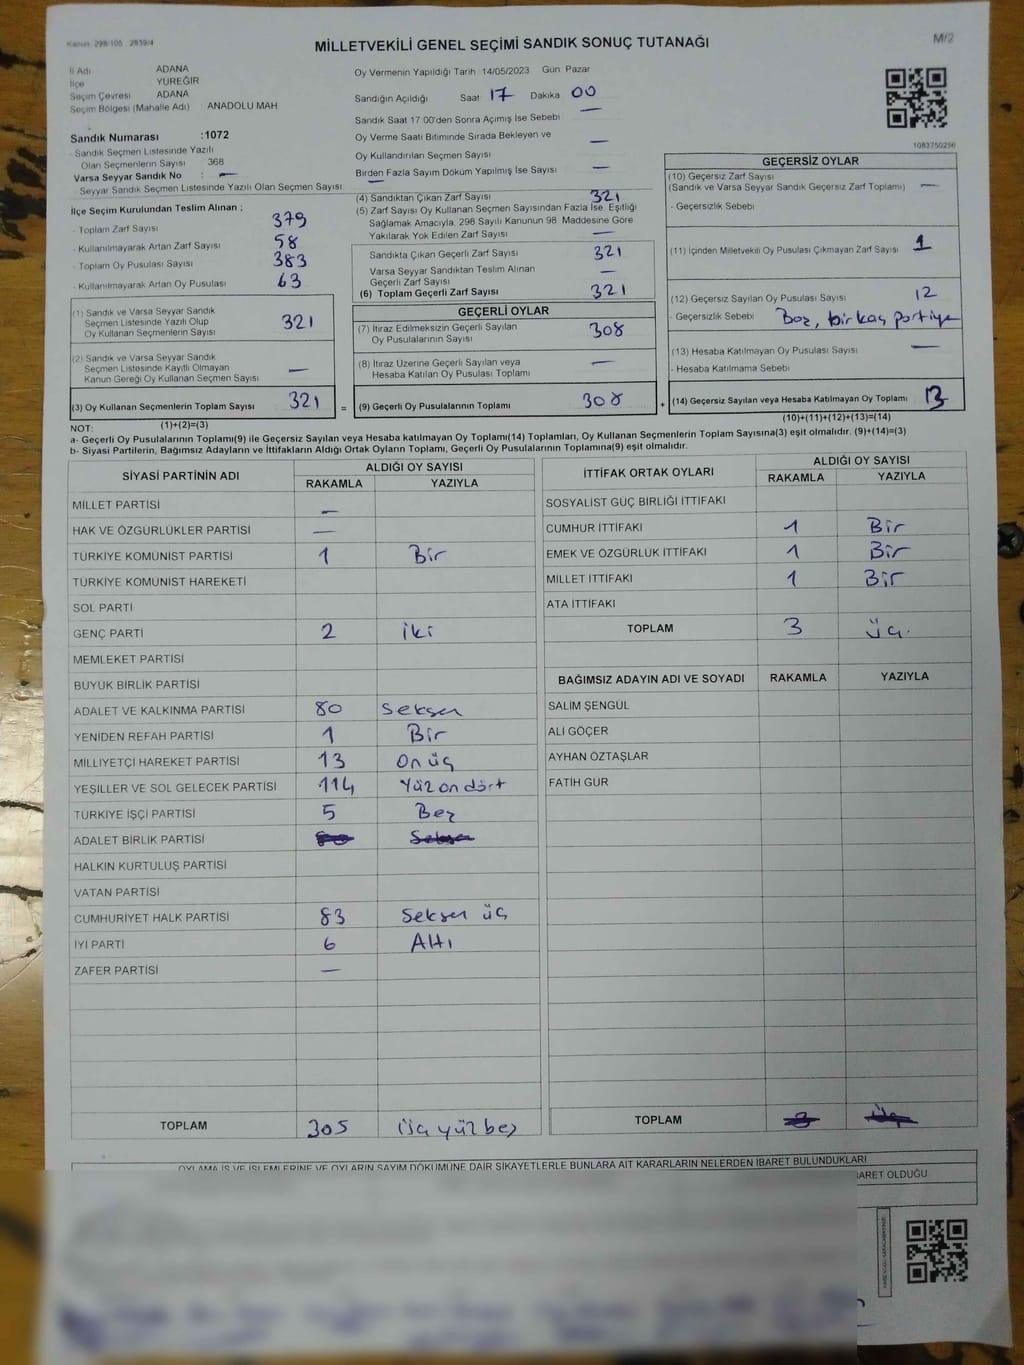 Kanun 298/105 2839/4
MİLLETVEKİLİ GENEL SEÇİMİ SANDIK SONUÇ TUTANAĞI
M/2
İl Adı ADANA
İlçe YÜREĞİR
Seçim Çevresi ADANA
Seçim Bölgesi (Mahalle Adı) ANADOLU MAH
Sandık Numarası :1072
- Sandık Seçmen Listesinde Yazılı
Olan Seçmenlerin Sayısı 368
Varsa Seyyar Sandık No : —
- Seyyar Sandık Seçmen Listesinde Yazılı Olan Seçmen Sayısı —
İlçe Seçim Kurulundan Teslim Alınan ;
- Toplam Zarf Sayısı 379
- Kullanılmayarak Artan Zarf Sayısı 58
- Toplam Oy Pusulası Sayısı 383
- Kullanılmayarak Artan Oy Pusulası 63
(1) Sandık ve Varsa Seyyar Sandık
Seçmen Listesinde Yazılı Olup
Oy Kullanan Seçmenlerin Sayısı 321
(2) Sandık ve Varsa Seyyar Sandık
Seçmen Listesinde Kayıtlı Olmayan
Kanun Gereği Oy Kullanan Seçmen Sayısı —
(3) Oy Kullanan Seçmenlerin Toplam Sayısı 321 =
(1)+(2)=(3)
Oy Vermenin Yapıldığı Tarih 14/05/2023 Gün Pazar
Sandığın Açıldığı Saat 17 Dakika 00
Sandık Saat 17 00'den Sonra Açımış İse Sebebi —
Oy Verme Saati Bitiminde Sırada Bekleyen ve
Oy Kullandırılan Seçmen Sayısı —
Birden Fazla Sayım Döküm Yapılmış İse Sayısı —
(4) Sandıktan Çıkan Zarf Sayısı 321
(5) Zarf Sayısı Oy Kullanan Seçmen Sayısından Fazla İse, Eşitliği
Sağlamak Amacıyla, 298 Sayılı Kanunun 98. Maddesine Göre
Yakılarak Yok Edilen Zarf Sayısı —
Sandıkta Çıkan Geçerli Zarf Sayısı 321
Varsa Seyyar Sandıktan Teslim Alınan
Geçerli Zarf Sayısı —
(6) Toplam Geçerli Zarf Sayısı 321
GEÇERLİ OYLAR
(7) İtiraz Edilmeksizin Geçerli Sayılan
Oy Pusulalarının Sayısı 308
(8) İtiraz Üzerine Geçerli Sayılan veya
Hesaba Katılan Oy Pusulası Toplamı —
(9) Geçerli Oy Pusulalarının Toplamı 308 +
1083750256
GEÇERSİZ OYLAR
(10) Geçersiz Zarf Sayısı
(Sandık ve Varsa Seyyar Sandık Geçersiz Zarf Toplamı) —
- Geçersizlik Sebebi
(11) İçinden Milletvekili Oy Pusulası Çıkmayan Zarf Sayısı 1
(12) Geçersiz Sayılan Oy Pusulası Sayısı 12
- Geçersizlik Sebebi Boş, birkaç partiye
(13) Hesaba Katılmayan Oy Pusulası Sayısı —
- Hesaba Katılmama Sebebi
(14) Geçersiz Sayılan veya Hesaba Katılmayan Oy Toplamı 13
(10)+(11)+(12)+(13)=(14)
NOT:
a- Geçerli Oy Pusulalarının Toplamı(9) ile Geçersiz Sayılan veya Hesaba katılmayan Oy Toplamı(14) Toplamları, Oy Kullanan Seçmenlerin Toplam Sayısına(3) eşit olmalıdır. (9)+(14)=(3)
b- Siyasi Partilerin, Bağımsız Adayların ve İttifakların Aldığı Ortak Oyların Toplamı, Geçerli Oy Pusulalarının Toplamına(9) eşit olmalıdır.
SİYASİ PARTİNİN ADI ALDIĞI OY SAYISI
RAKAMLA YAZIYLA
MİLLET PARTİSİ —
HAK VE ÖZGÜRLÜKLER PARTİSİ —
TÜRKİYE KOMÜNİST PARTİSİ 1 Bir
TÜRKİYE KOMÜNİST HAREKETİ
SOL PARTİ
GENÇ PARTİ 2 iki
MEMLEKET PARTİSİ
BÜYÜK BİRLİK PARTİSİ
ADALET VE KALKINMA PARTİSİ 80 Seksen
YENİDEN REFAH PARTİSİ 1 Bir
MİLLİYETÇİ HAREKET PARTİSİ 13 Onüç
YEŞİLLER VE SOL GELECEK PARTİSİ 114 Yüz on dört
TÜRKİYE İŞÇİ PARTİSİ 5 Beş
ADALET BİRLİK PARTİSİ
HALKIN KURTULUŞ PARTİSİ
VATAN PARTİSİ
CUMHURİYET HALK PARTİSİ 83 Seksen üç
İYİ PARTİ 6 Altı
ZAFER PARTİSİ —
TOPLAM 305 Üçyüzbeş
İTTİFAK ORTAK OYLARI ALDIĞI OY SAYISI
RAKAMLA YAZIYLA
SOSYALİST GÜÇ BİRLİĞİ İTTİFAKI
CUMHUR İTTİFAKI 1 Bir
EMEK VE ÖZGÜRLÜK İTTİFAKI 1 Bir
MİLLET İTTİFAKI 1 Bir
ATA İTTİFAKI
TOPLAM 3 üç.
BAĞIMSIZ ADAYIN ADI VE SOYADI RAKAMLA YAZIYLA
SALİM ŞENGÜL
ALİ GÖÇER
AYHAN ÖZTAŞLAR
FATİH GÜR
TOPLAM 3 Üç
OYLAMA İŞ VE İŞLEMLERİNE VE OYLARIN SAYIM DÖKÜMÜNE DAİR ŞİKAYETLERLE BUNLARA AİT KARARLARIN NELERDEN İBARET BULUNDUKLARI
İBARET OLDUĞU